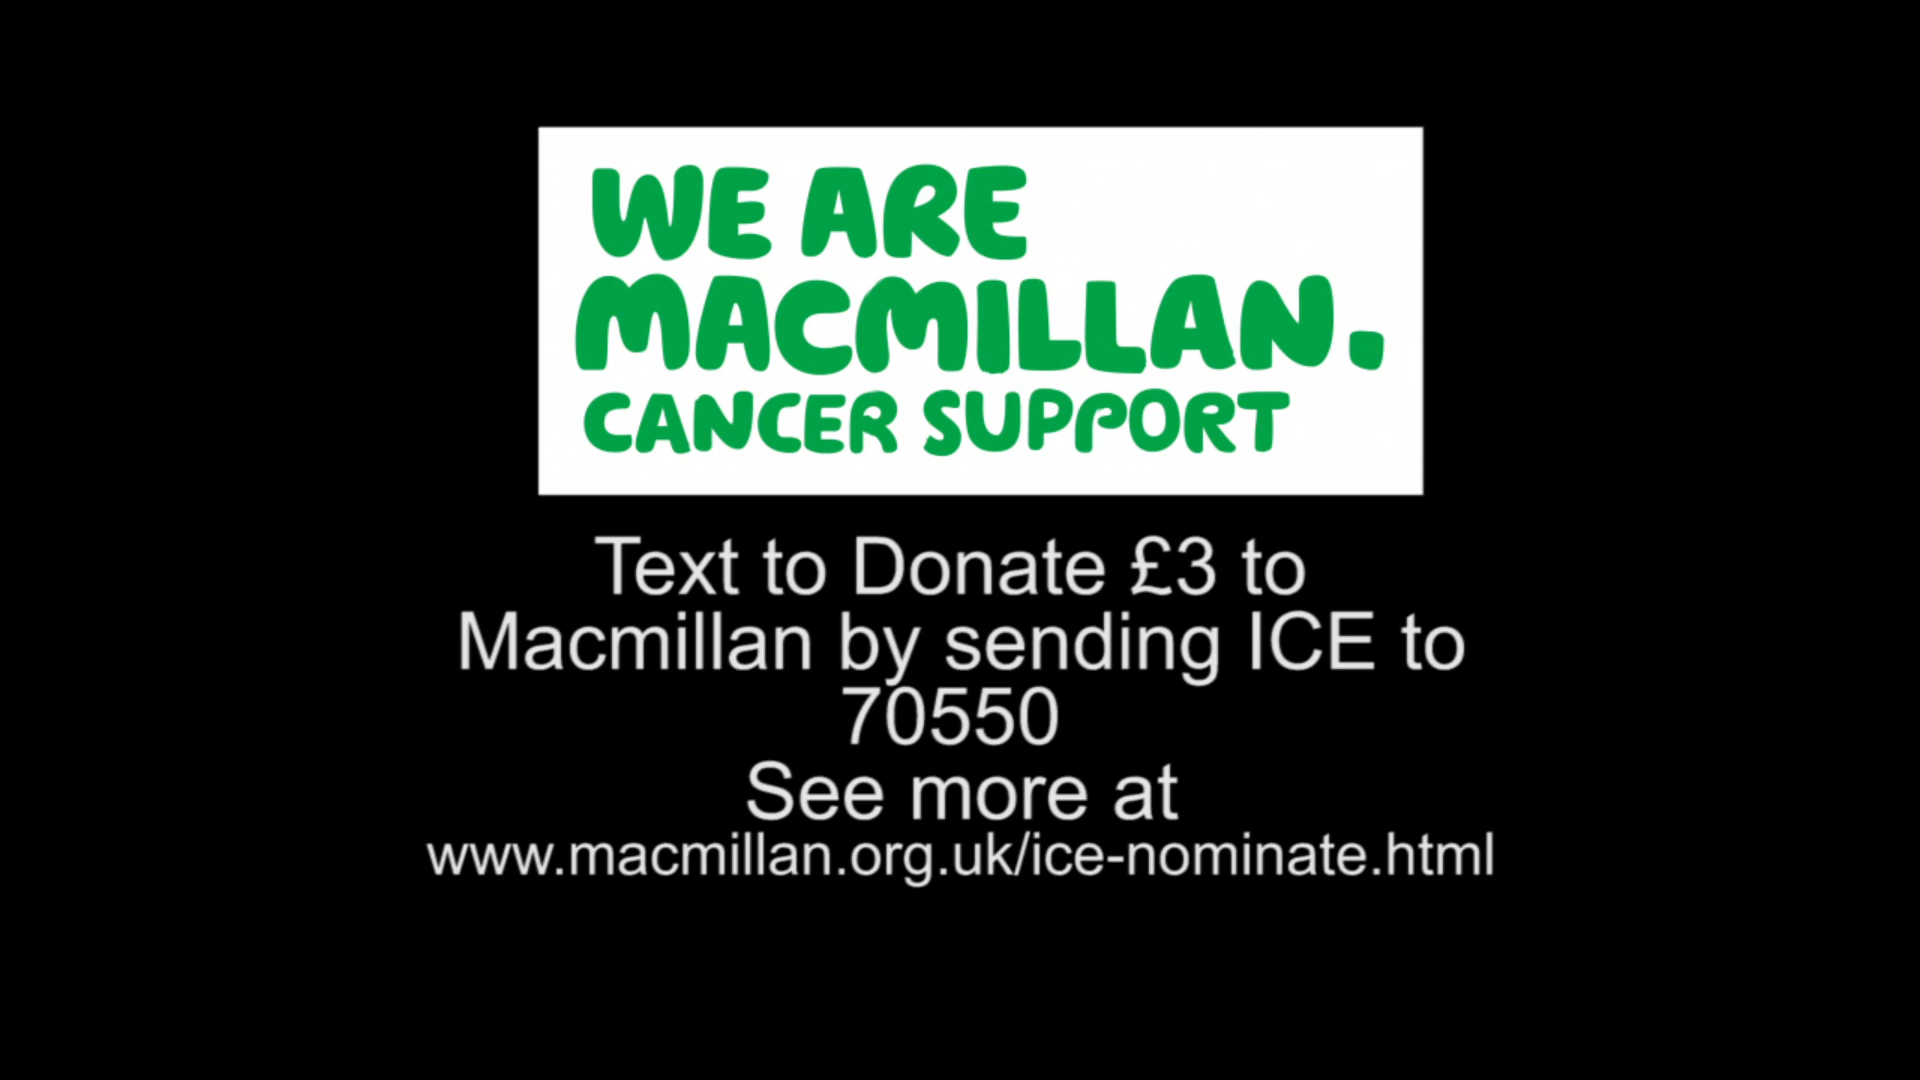 WE ARE
MACMILLAN.
CANCER SUPPORT
Text to Donate £3 to
Macmillan by sending ICE to
70550
See more at
www.macmillan.org.uk/ice-nominate.html